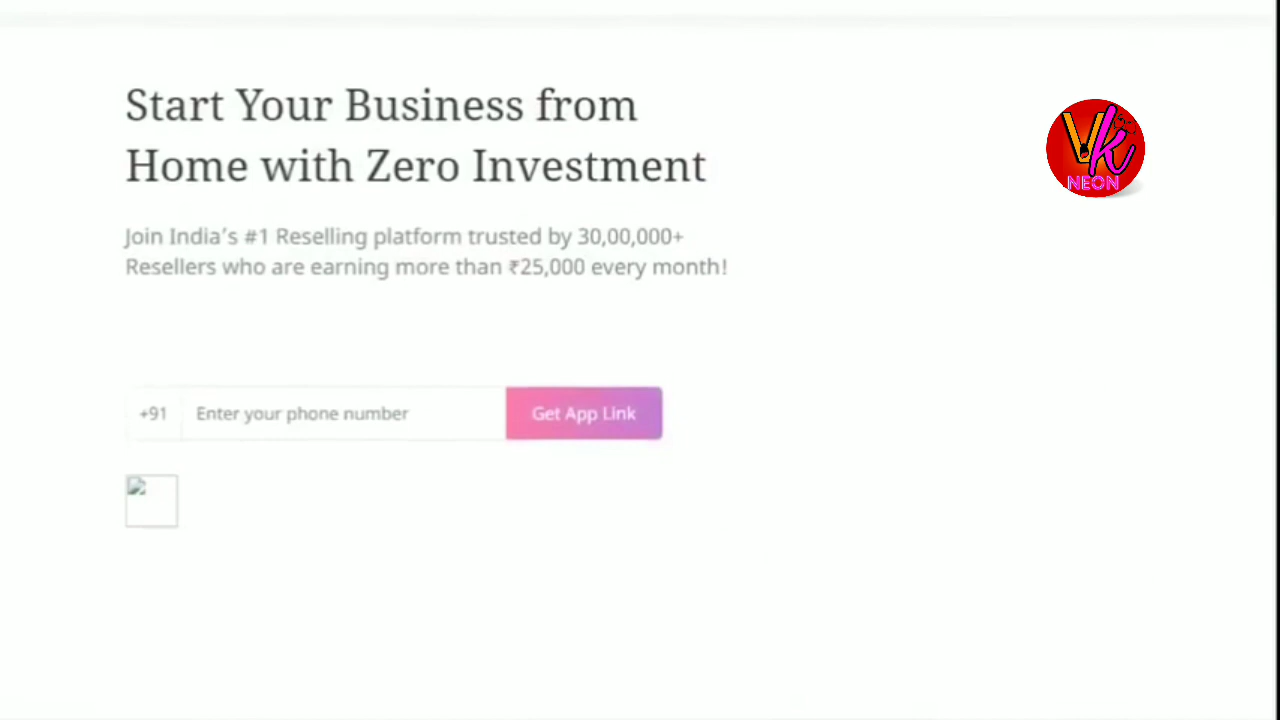 Start Your Business from
Home with Zero Investment
Join India's #1 Reselling platform trusted by 30,00,000+
Resellers who are earning more than ₹25,000 every month!
+91 Enter your phone number Get App Link
Vk
NEON